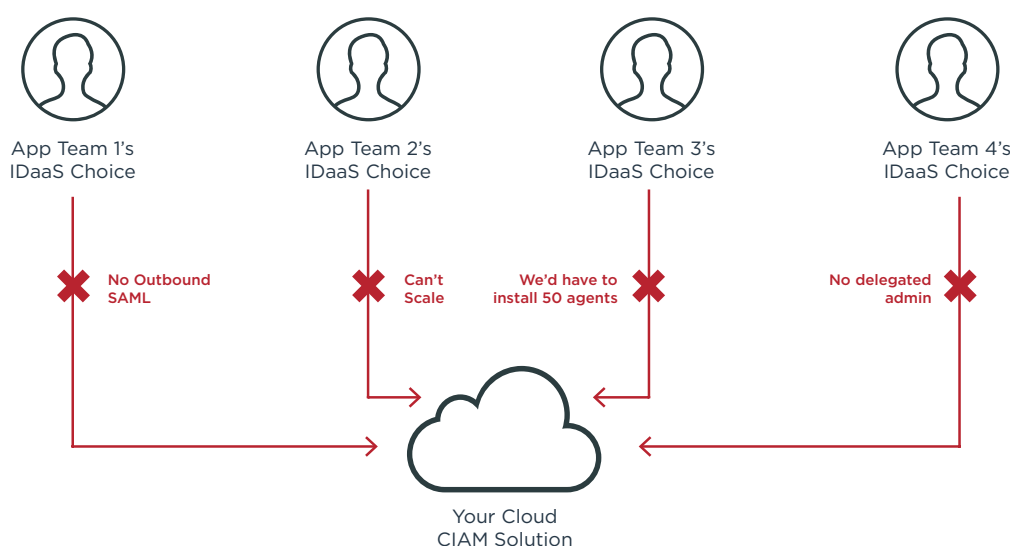 App Team 1's
IDaaS Choice
App Team 2's
IDaaS Choice
App Team 3's
IDaaS Choice
App Team 4's
IDaaS Choice
No Outbound
SAML
Can't
Scale
We'd have to
install 50 agents
No delegated
admin
Your Cloud
CIAM Solution